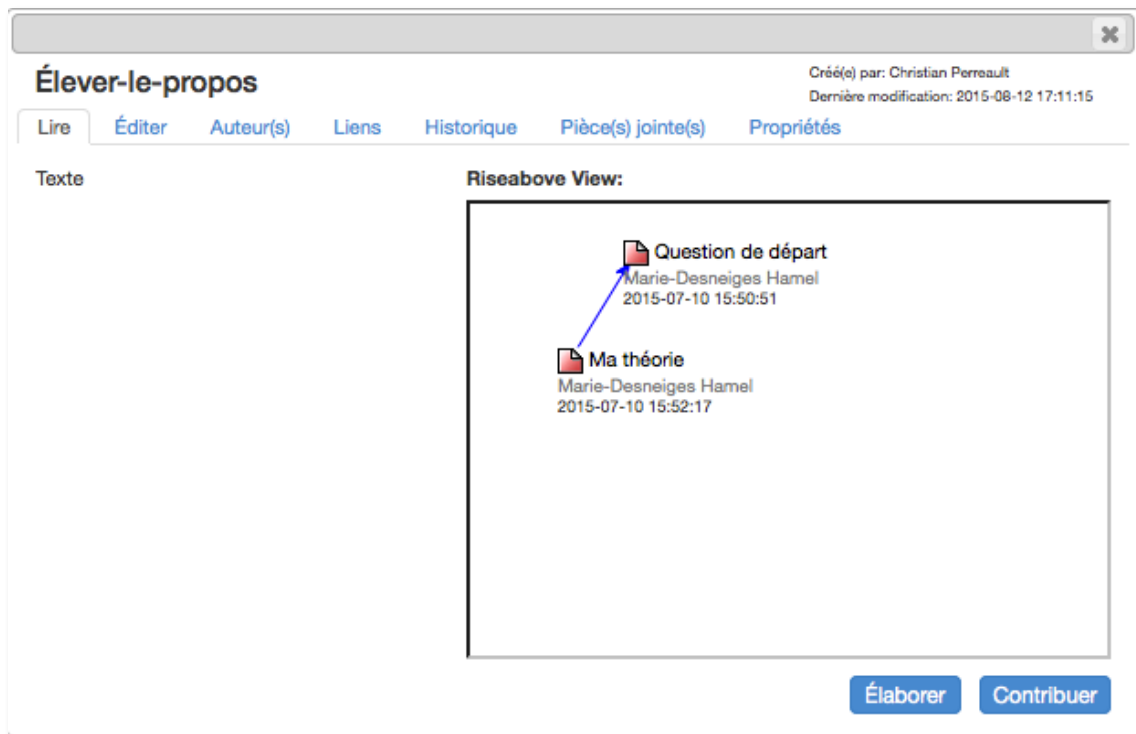 Élever-le-propos
Créé(e) par: Christian Perreault
Dernière modification: 2015-08-12 17:11:15
Lire Éditer Auteur(s) Liens Historique Pièce(s) jointe(s) Propriétés
Texte
Riseabove View:
Question de départ
Marie-Desneiges Hamel
2015-07-10 15:50:51
Ma théorie
Marie-Desneiges Hamel
2015-07-10 15:52:17
Élaborer Contribuer